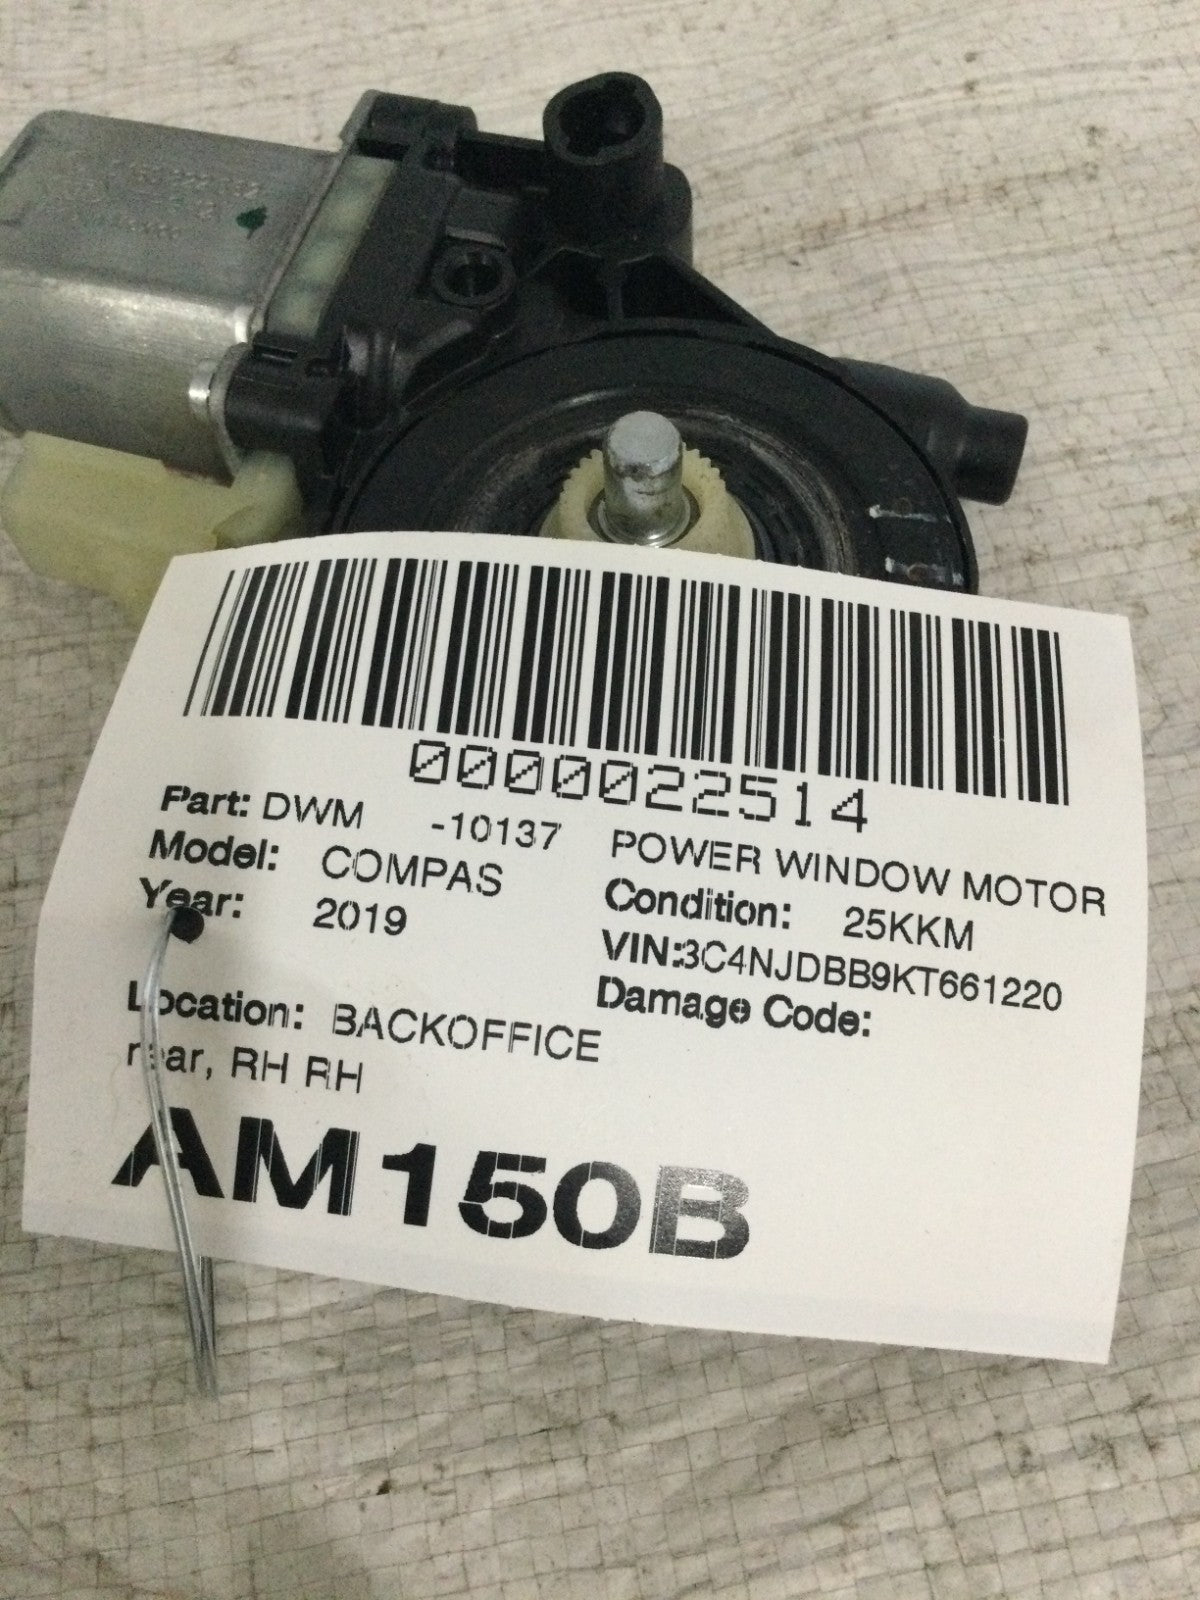 0000022514
Part: DWM -10137 POWER WINDOW MOTOR
Model: COMPAS Condition: 25KKM
Year: 2019 VIN:3C4NJDBB9KT661220
Location: BACKOFFICE Damage Code:
rear, RH RH
AM150B